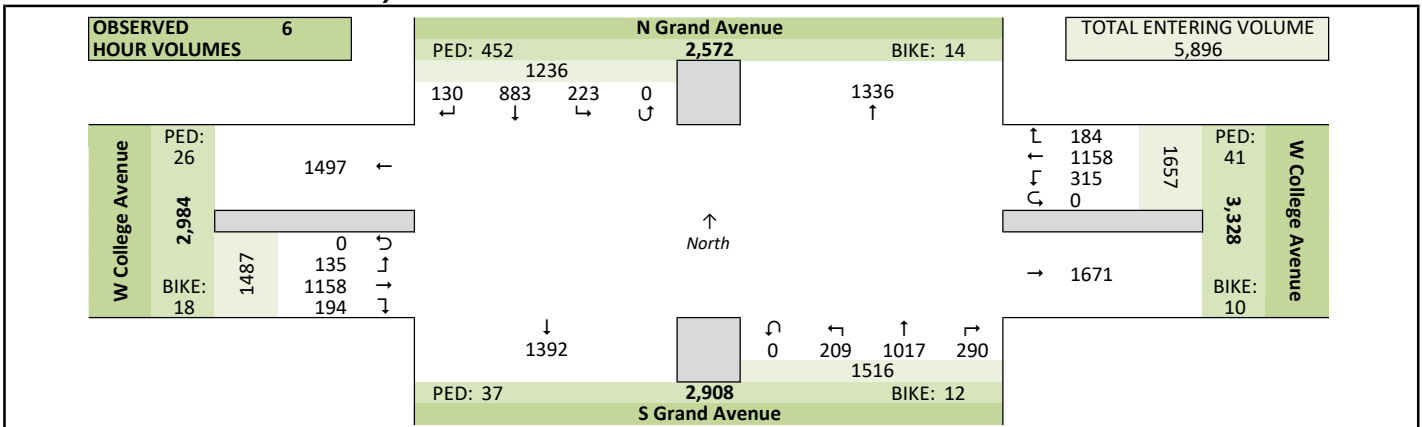 OBSERVED 6
HOUR VOLUMES
N Grand Avenue
PED: 452 2,572 BIKE: 14
TOTAL ENTERING VOLUME
5,896
1236
130 883 223 0
↵ ↓ ↳ ↺
1336
↑
W College Avenue
PED:
26
2,984
BIKE:
18
1497 ←
1487
0 ⮌
135 ↰
1158 →
194 ↴
↑
North
↱ 184
← 1158
↲ 315
⮎ 0
1657
→ 1671
PED:
41
3,328
BIKE:
10
W College Avenue
↓
1392
↶ ↰ ↑ ↱
0 209 1017 290
1516
PED: 37 2,908 BIKE: 12
S Grand Avenue